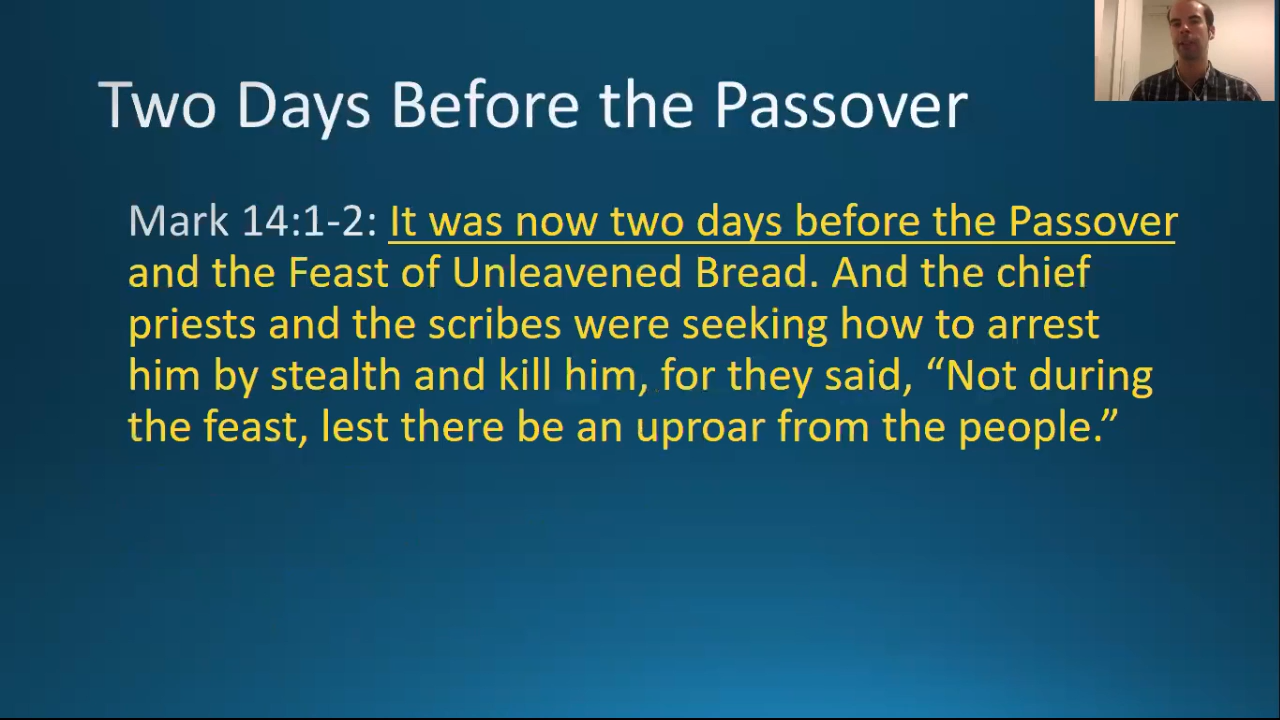 Two Days Before the Passover
Mark 14:1-2: It was now two days before the Passover
and the Feast of Unleavened Bread. And the chief
priests and the scribes were seeking how to arrest
him by stealth and kill him, for they said, “Not during
the feast, lest there be an uproar from the people.”